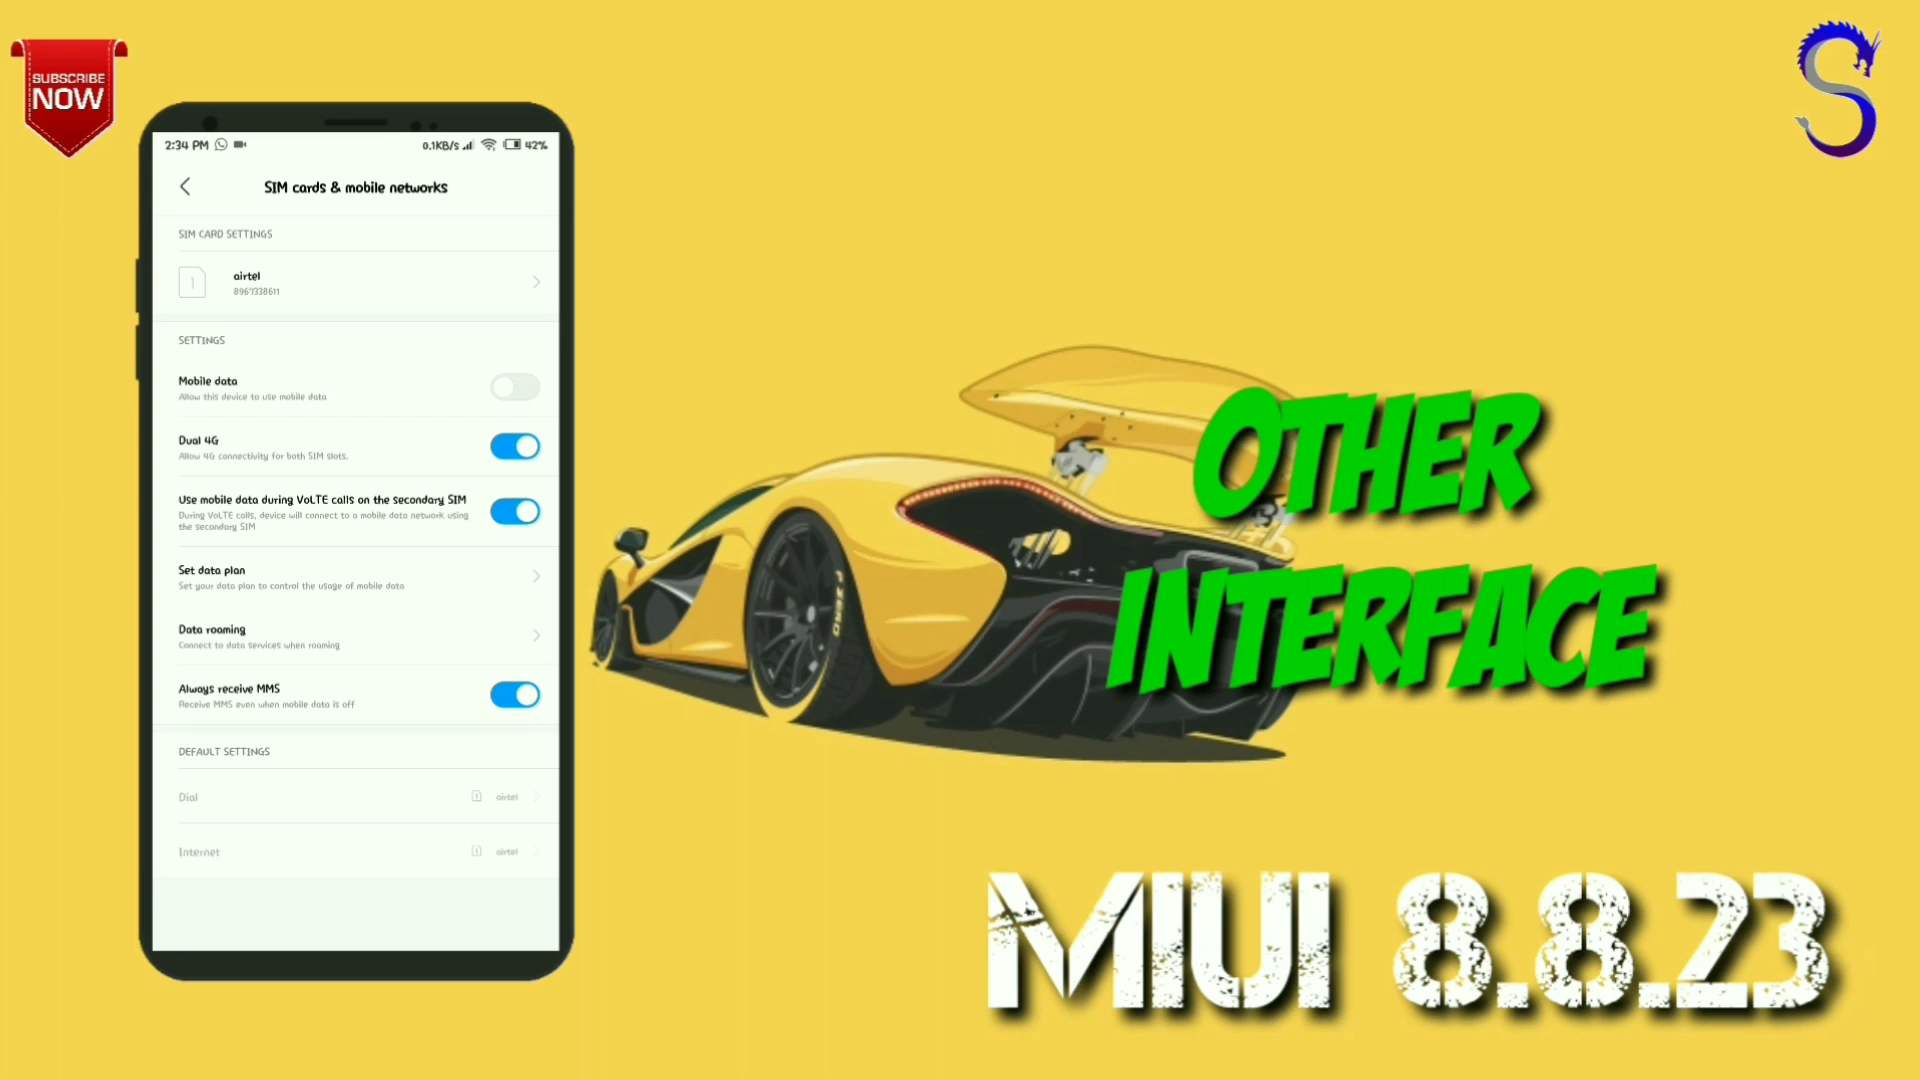 SUBSCRIBE
NOW
2:34 PM
0.1KB/s 42%
SIM cards & mobile networks
SIM CARD SETTINGS
1
airtel
8967338611
SETTINGS
Mobile data
Allow this device to use mobile data
Dual 4G
Allow 4G connectivity for both SIM slots.
Use mobile data during VoLTE calls on the secondary SIM
During VoLTE calls, device will connect to a mobile data network using
the secondary SIM
Set data plan
Set your data plan to control the usage of mobile data
Data roaming
Connect to data services when roaming
Always receive MMS
Receive MMS even when mobile data is off
DEFAULT SETTINGS
Dial 1 airtel
Internet 1 airtel
P ZERO
OTHER
INTERFACE
MIUI 8.8.23
S